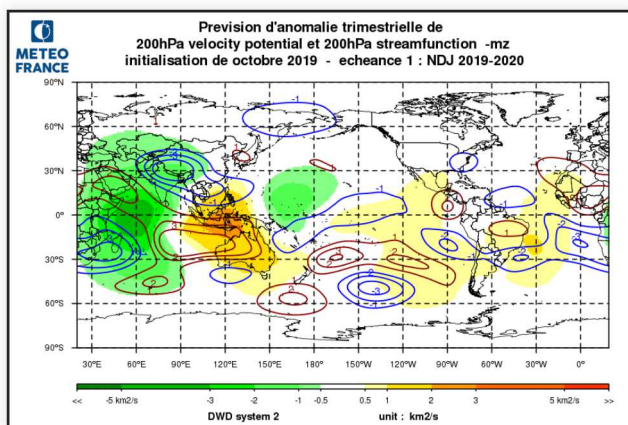 METEO
FRANCE
Prevision d'anomalie trimestrielle de
200hPa velocity potential et 200hPa streamfunction -mz
initialisation de octobre 2019 - echeance 1 : NDJ 2019-2020
90°N
60°N
30°N
0°
30°S
60°S
90°S
30°E 60°E 90°E 120°E 150°E 180° 150°W 120°W 90°W 60°W 30°W 0°
<< -5 km2/s -3 -2 -1 -0.5 0.5 1 2 3 5 km2/s >>
DWD system 2 unit : km2/s